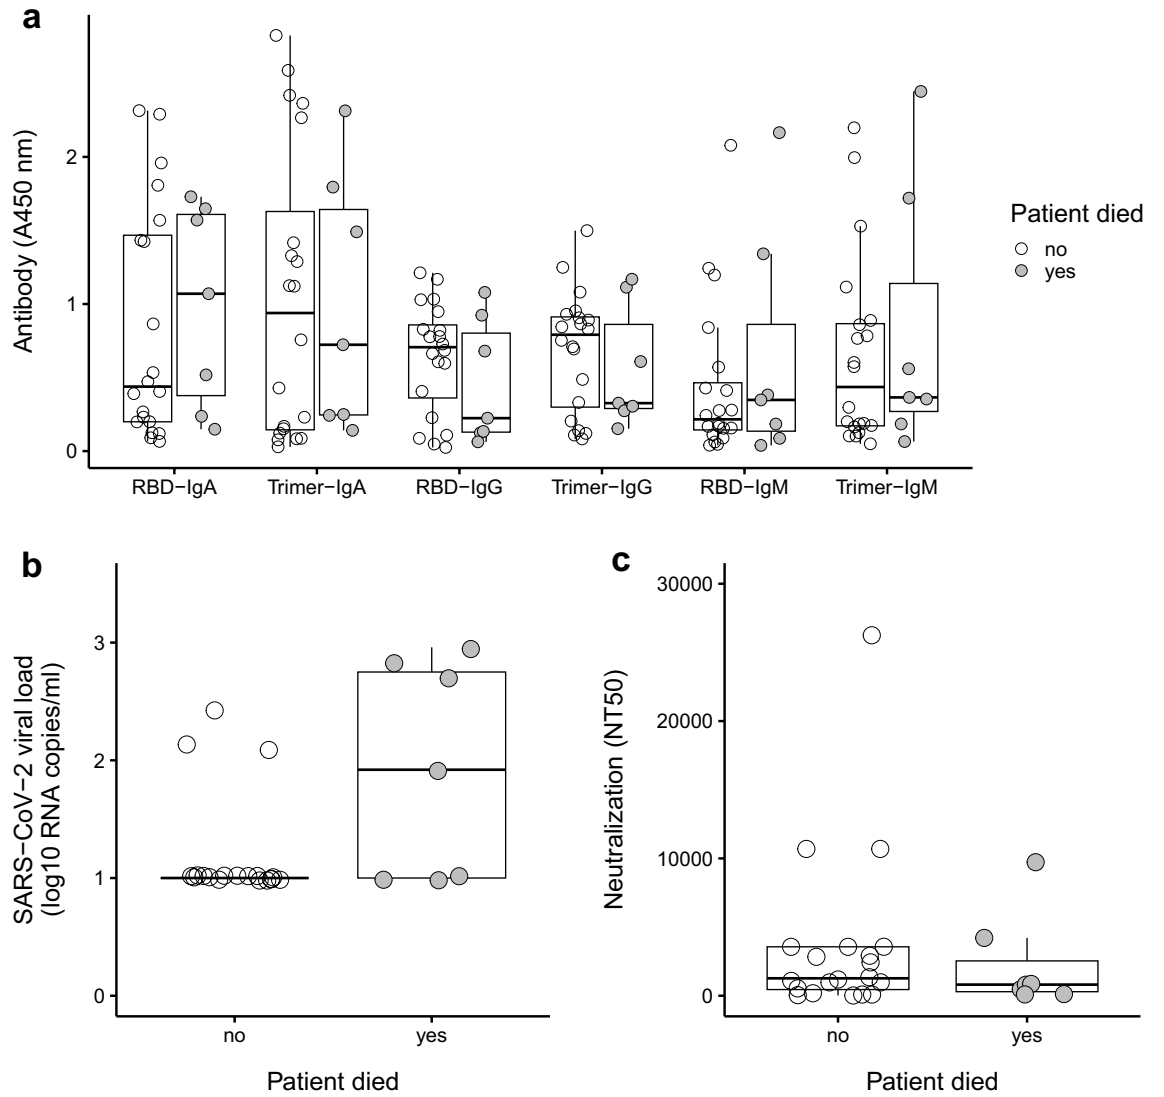 a
Antibody (A450 nm)
2
1
0
RBD−IgA
Trimer−IgA
RBD−IgG
Trimer−IgG
RBD−IgM
Trimer−IgM
Patient died
no
yes
b
SARS−CoV−2 viral load
(log10 RNA copies/ml)
3
2
1
0
no
yes
Patient died
c
Neutralization (NT50)
30000
20000
10000
0
no
yes
Patient died